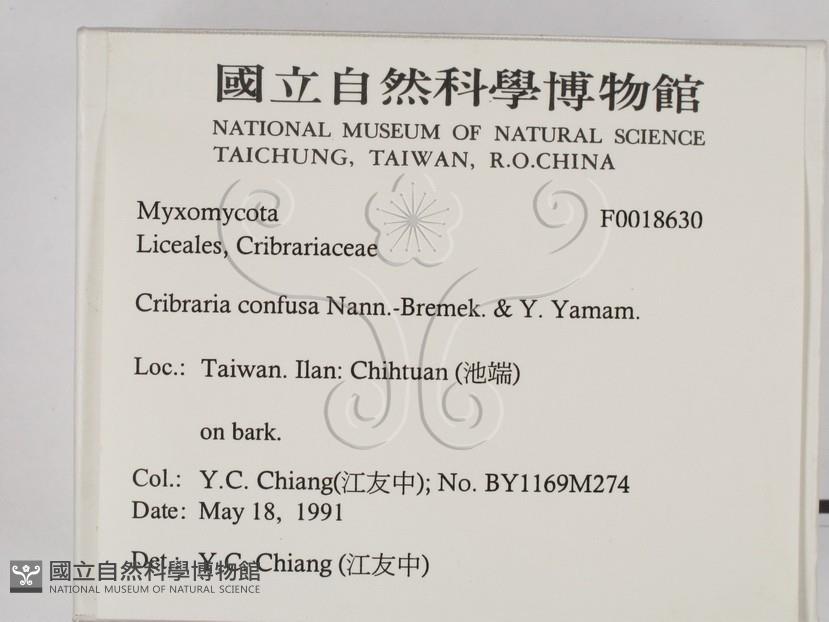 國立自然科學博物館
NATIONAL MUSEUM OF NATURAL SCIENCE
TAICHUNG, TAIWAN, R.O.CHINA
Myxomycota F0018630
Liceales, Cribrariaceae
Cribraria confusa Nann.-Bremek. & Y. Yamam.
Loc.: Taiwan. Ilan: Chihtuan (池端)
on bark.
Col.: Y.C. Chiang(江友中); No. BY1169M274
Date: May 18, 1991
Det.: Y.C. Chiang (江友中)
國立自然科學博物館
NATIONAL MUSEUM OF NATURAL SCIENCE